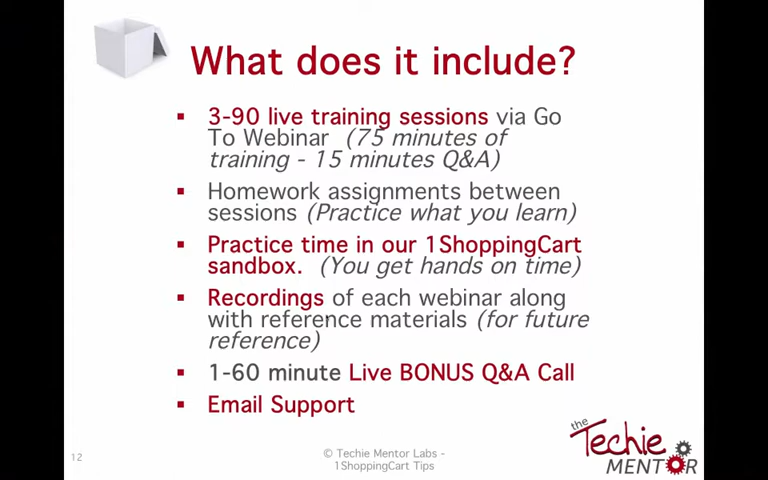 What does it include?
3-90 live training sessions via Go
To Webinar (75 minutes of
training - 15 minutes Q&A)
Homework assignments between
sessions (Practice what you learn)
Practice time in our 1ShoppingCart
sandbox. (You get hands on time)
Recordings of each webinar along
with reference materials (for future
reference)
1-60 minute Live BONUS Q&A Call
Email Support
12
© Techie Mentor Labs -
1ShoppingCart Tips
the
Techie
MENTOR